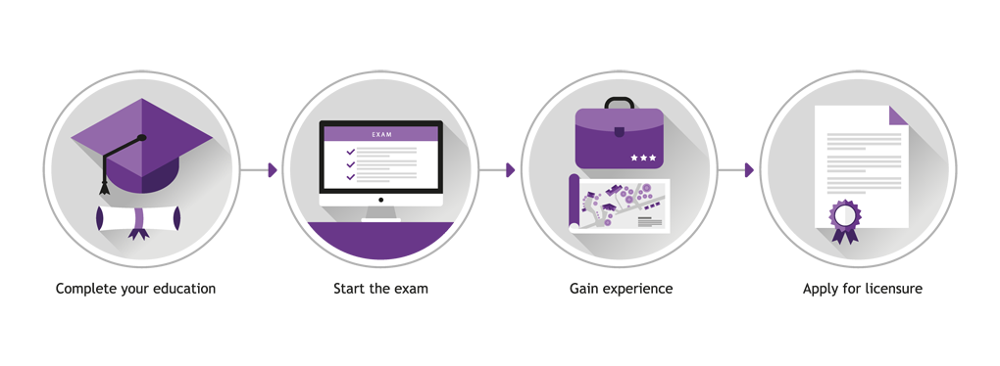 EXAM
Complete your education
Start the exam
Gain experience
Apply for licensure